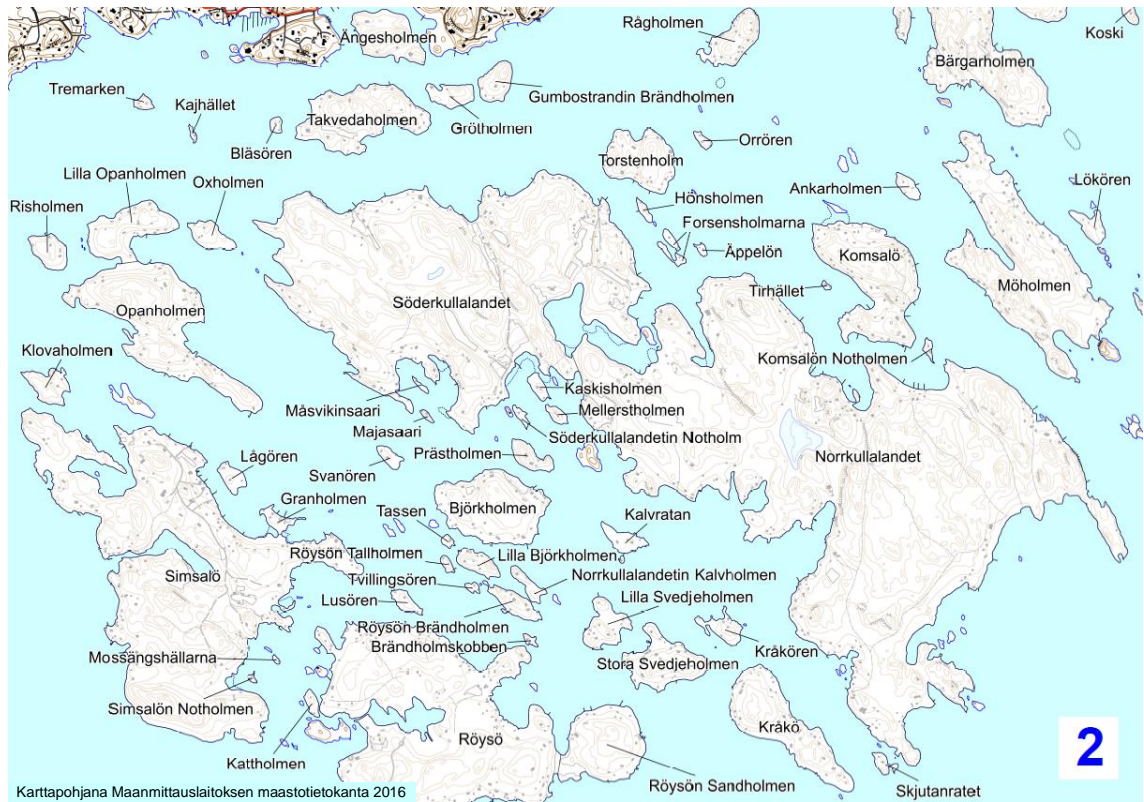 Ängesholmen
Rågholmen
Koski
Bärgarholmen
Tremarken
Kajhället
Takvedaholmen
Gumbostrandin Brändholmen
Grötholmen
Bläsören
Torstenholm
Orrören
Lilla Opanholmen
Oxholmen
Risholmen
Hönsholmen
Ankarholmen
Lökören
Forsensholmarna
Äppelön
Komsalö
Tirhället
Möholmen
Söderkullalandet
Opanholmen
Klovaholmen
Komsalön Notholmen
Kaskisholmen
Måsvikinsaari
Mellerstholmen
Majasaari
Söderkullalandetin Notholm
Prästholmen
Norrkullalandet
Lågören
Svanören
Granholmen
Tassen
Björkholmen
Kalvratan
Röysön Tallholmen
Lilla Björkholmen
Simsalö
Tvillingsören
Norrkullalandetin Kalvholmen
Lusören
Lilla Svedjeholmen
Röysön Brändholmen
Brändholmskobben
Mossängshällarna
Stora Svedjeholmen
Kråkören
Simsalön Notholmen
Kråkö
Röysö
Kattholmen
Röysön Sandholmen
Skjutanratet
2
Karttapohjana Maanmittauslaitoksen maastotietokanta 2016